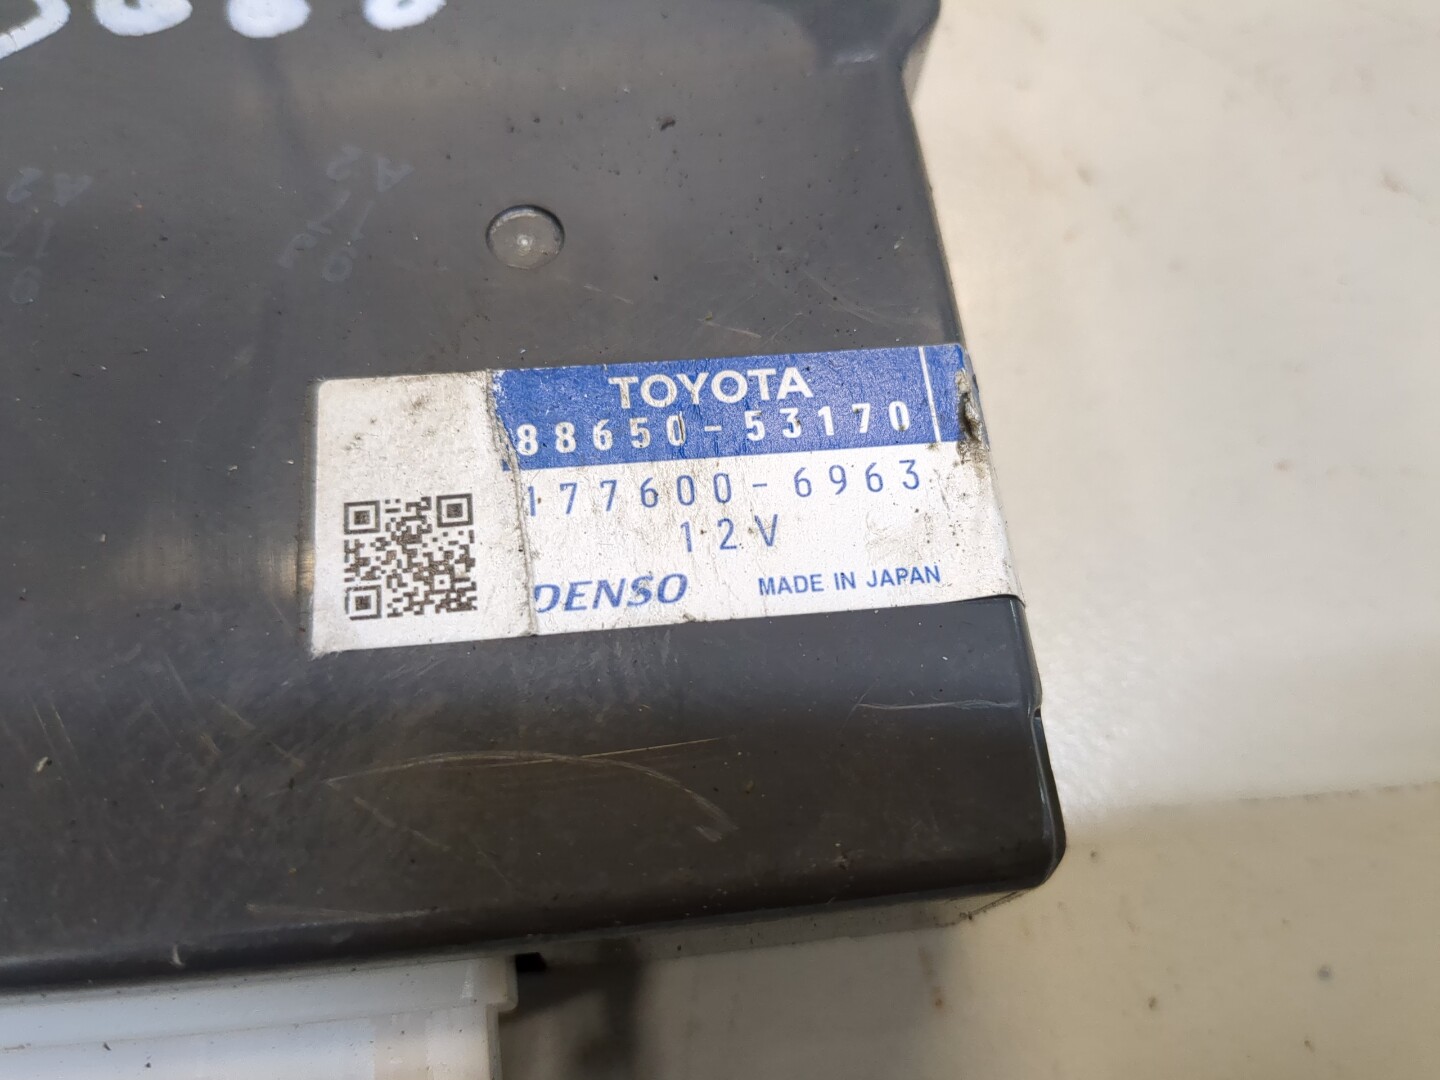 TOYOTA
88650-53170
177600-6963
12V
DENSO MADE IN JAPAN